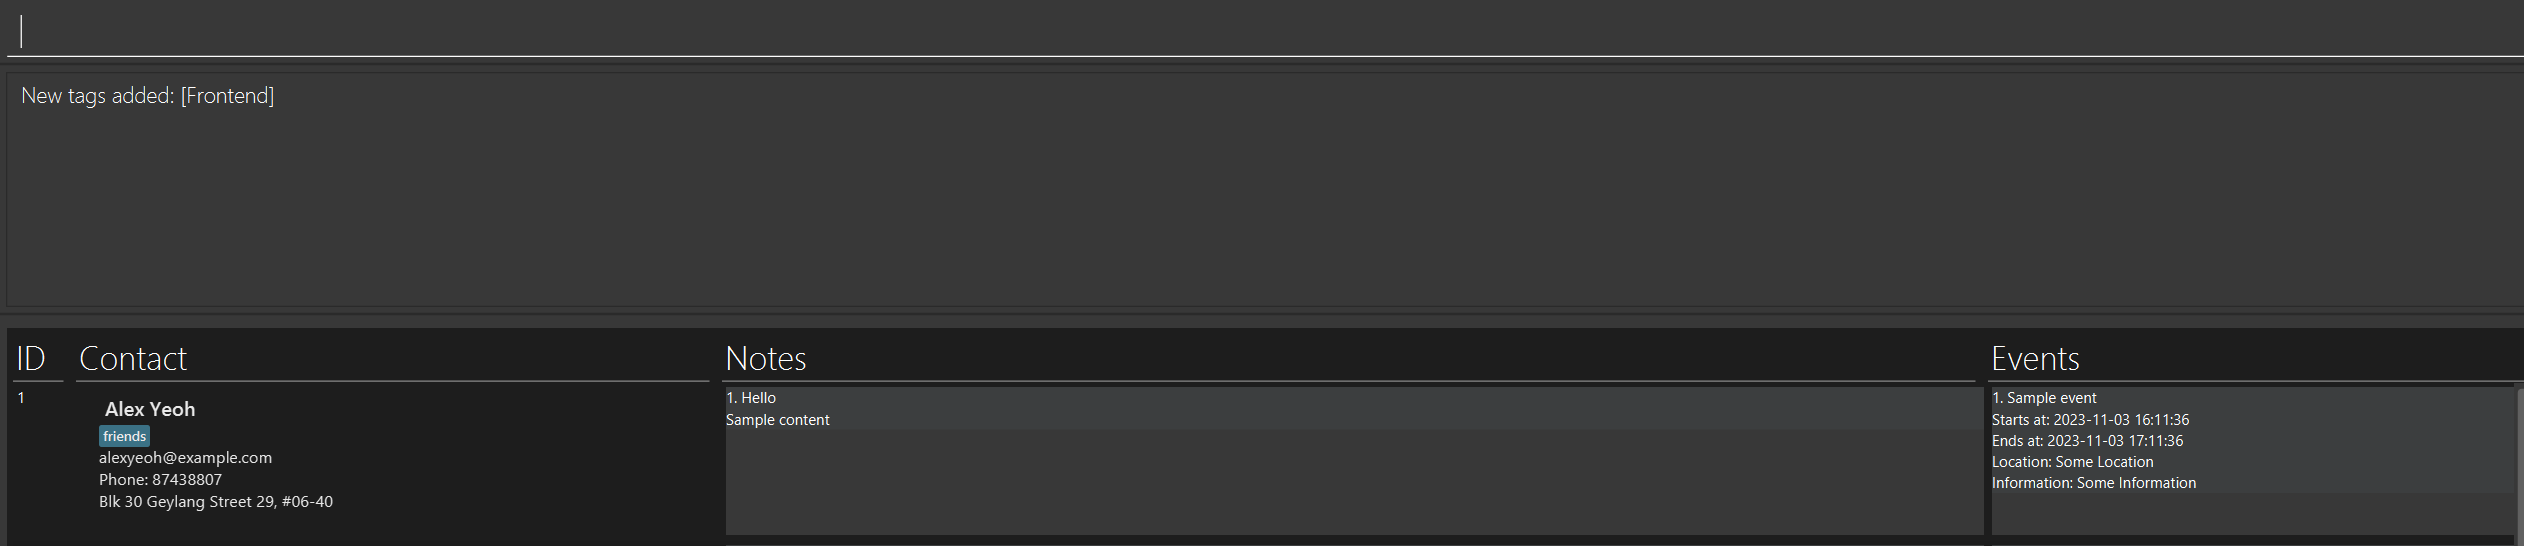 New tags added: [Frontend]
ID Contact Notes Events
1
Alex Yeoh
friends
alexyeoh@example.com
Phone: 87438807
Blk 30 Geylang Street 29, #06-40
1. Hello
Sample content
1. Sample event
Starts at: 2023-11-03 16:11:36
Ends at: 2023-11-03 17:11:36
Location: Some Location
Information: Some Information